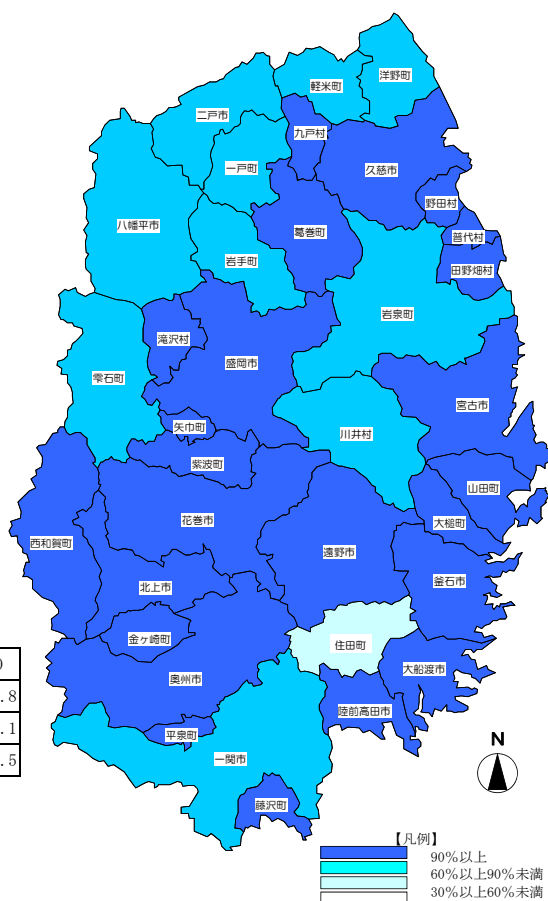 洋野町
軽米町
二戸市
九戸村
一戸町
久慈市
野田村
八幡平市
葛巻町
普代村
岩手町
田野畑村
岩泉町
滝沢村
盛岡市
雫石町
宮古市
矢巾町
川井村
紫波町
山田町
花巻市
大槌町
西和賀町
遠野市
釜石市
北上市
金ヶ崎町
住田町
大船渡市
奥州市
.8
陸前高田市
.1
平泉町
N
.5
一関市
藤沢町
【凡例】
90％以上
60％以上90％未満
30％以上60％未満